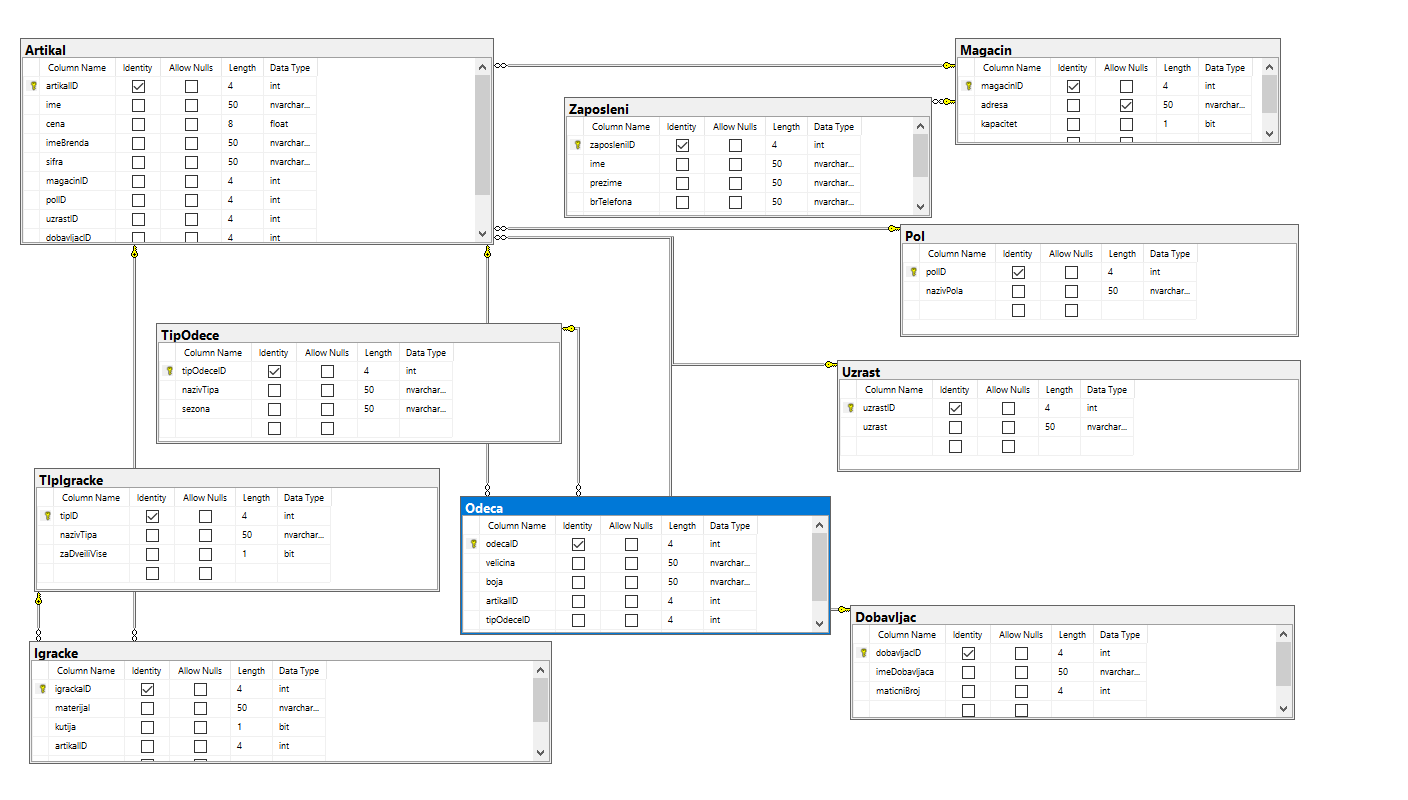 Artikal
Column Name Identity Allow Nulls Length Data Type
artikalID 4 int
ime 50 nvarchar...
cena 8 float
imeBrenda 50 nvarchar...
sifra 50 nvarchar...
magacinID 4 int
polID 4 int
uzrastID 4 int
dobavljacID 4 int
Magacin
Column Name Identity Allow Nulls Length Data Type
magacinID 4 int
adresa 50 nvarchar...
kapacitet 1 bit
Zaposleni
Column Name Identity Allow Nulls Length Data Type
zaposleniID 4 int
ime 50 nvarchar...
prezime 50 nvarchar...
brTelefona 50 nvarchar...
Pol
Column Name Identity Allow Nulls Length Data Type
polID 4 int
nazivPola 50 nvarchar...
TipOdece
Column Name Identity Allow Nulls Length Data Type
tipOdeceID 4 int
nazivTipa 50 nvarchar...
sezona 50 nvarchar...
Uzrast
Column Name Identity Allow Nulls Length Data Type
uzrastID 4 int
uzrast 50 nvarchar...
TIpIgracke
Column Name Identity Allow Nulls Length Data Type
tipID 4 int
nazivTipa 50 nvarchar...
zaDveiliVise 1 bit
Odeca
Column Name Identity Allow Nulls Length Data Type
odecaID 4 int
velicina 50 nvarchar...
boja 50 nvarchar...
artikalID 4 int
tipOdeceID 4 int
Dobavljac
Column Name Identity Allow Nulls Length Data Type
dobavljacID 4 int
imeDobavljaca 50 nvarchar...
maticniBroj 4 int
Igracke
Column Name Identity Allow Nulls Length Data Type
igrackaID 4 int
materijal 50 nvarchar...
kutija 1 bit
artikalID 4 int